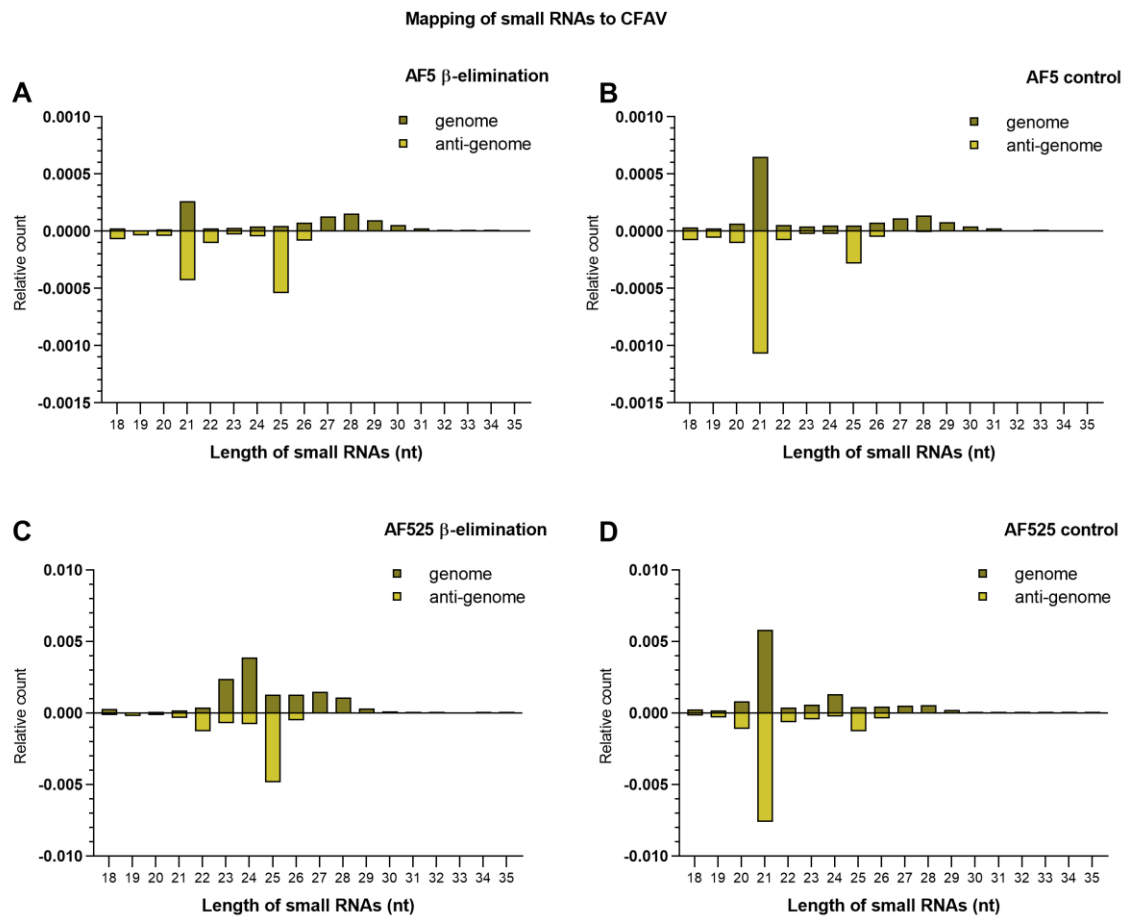 Mapping of small RNAs to CFAV
A
AF5 β-elimination
genome
anti-genome
0.0010
0.0005
0.0000
-0.0005
-0.0010
-0.0015
Relative count
18 19 20 21 22 23 24 25 26 27 28 29 30 31 32 33 34 35
Length of small RNAs (nt)
B
AF5 control
genome
anti-genome
0.0010
0.0005
0.0000
-0.0005
-0.0010
-0.0015
Relative count
18 19 20 21 22 23 24 25 26 27 28 29 30 31 32 33 34 35
Length of small RNAs (nt)
C
AF525 β-elimination
genome
anti-genome
0.010
0.005
0.000
-0.005
-0.010
Relative count
18 19 20 21 22 23 24 25 26 27 28 29 30 31 32 33 34 35
Length of small RNAs (nt)
D
AF525 control
genome
anti-genome
0.010
0.005
0.000
-0.005
-0.010
Relative count
18 19 20 21 22 23 24 25 26 27 28 29 30 31 32 33 34 35
Length of small RNAs (nt)